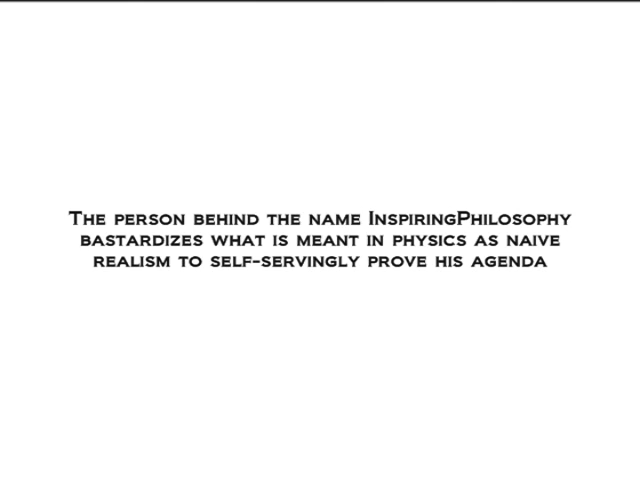 The person behind the name InspiringPhilosophy
bastardizes what is meant in physics as naive
realism to self-servingly prove his agenda